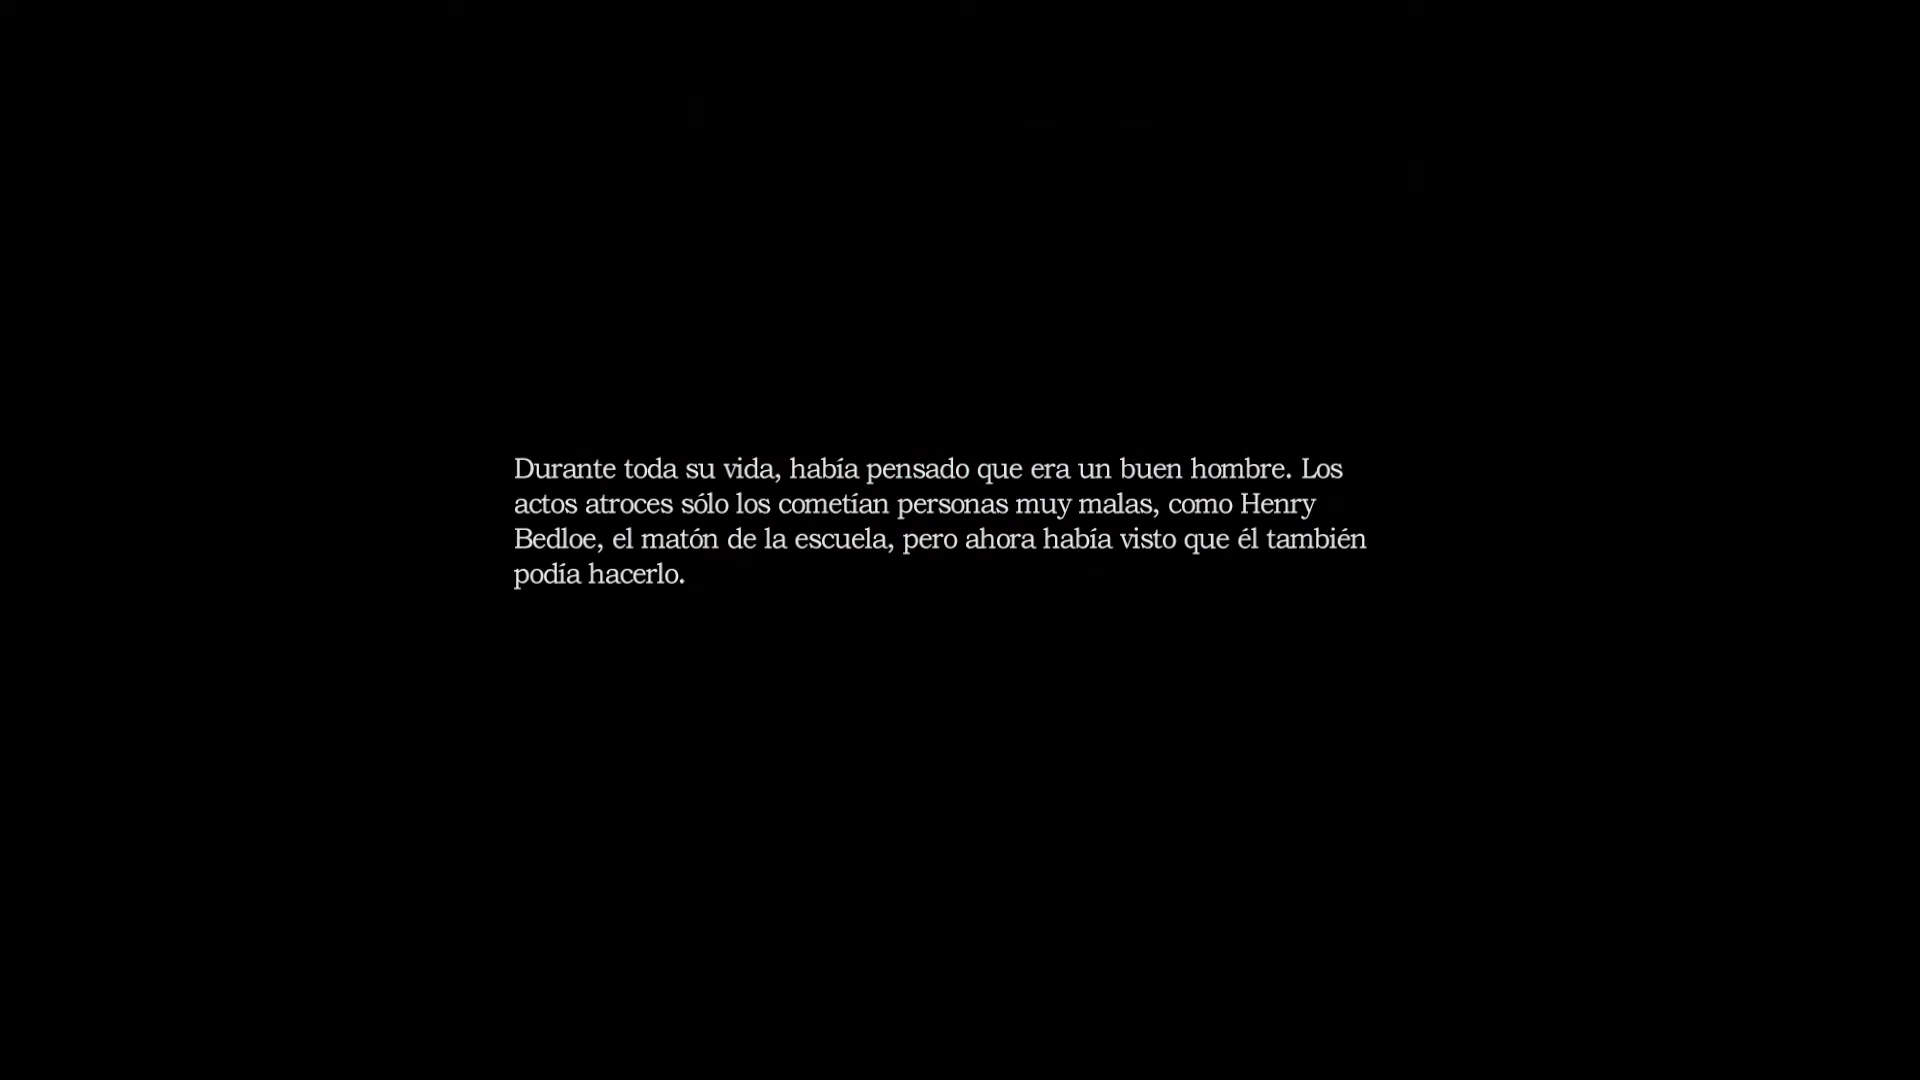 Durante toda su vida, había pensado que era un buen hombre. Los
actos atroces sólo los cometían personas muy malas, como Henry
Bedloe, el matón de la escuela, pero ahora había visto que él también
podía hacerlo.